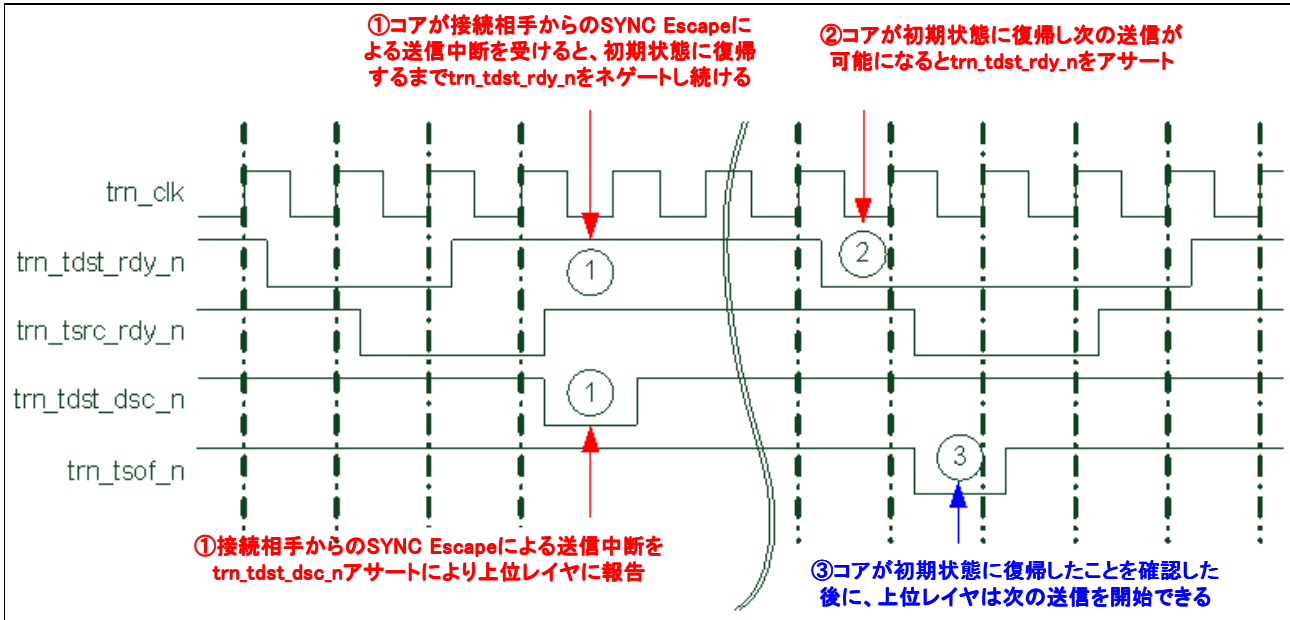 ①コアが接続相手からのSYNC Escapeに
よる送信中断を受けると、初期状態に復帰
するまでtrn_tdst_rdy_nをネゲートし続ける
②コアが初期状態に復帰し次の送信が
可能になるとtrn_tdst_rdy_nをアサート
trn_clk
trn_tdst_rdy_n
1
2
trn_tsrc_rdy_n
trn_tdst_dsc_n
1
trn_tsof_n
3
①接続相手からのSYNC Escapeによる送信中断を
trn_tdst_dsc_nアサートにより上位レイヤに報告
③コアが初期状態に復帰したことを確認した
後に、上位レイヤは次の送信を開始できる